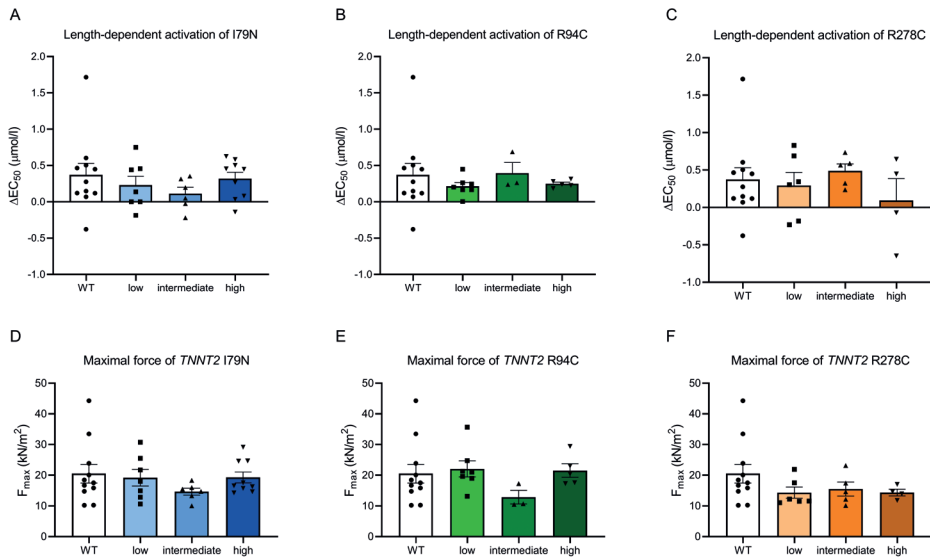 A
Length-dependent activation of I79N
ΔEC50 (μmol/l)
2.0
1.5
1.0
0.5
0.0
-0.5
-1.0
WT
low
intermediate
high
B
Length-dependent activation of R94C
ΔEC50 (μmol/l)
2.0
1.5
1.0
0.5
0.0
-0.5
-1.0
WT
low
intermediate
high
C
Length-dependent activation of R278C
ΔEC50 (μmol/l)
2.0
1.5
1.0
0.5
0.0
-0.5
-1.0
WT
low
intermediate
high
D
Maximal force of TNNT2 I79N
Fmax (kN/m²)
50
40
30
20
10
0
WT
low
intermediate
high
E
Maximal force of TNNT2 R94C
Fmax (kN/m²)
50
40
30
20
10
0
WT
low
intermediate
high
F
Maximal force of TNNT2 R278C
Fmax (kN/m²)
50
40
30
20
10
0
WT
low
intermediate
high